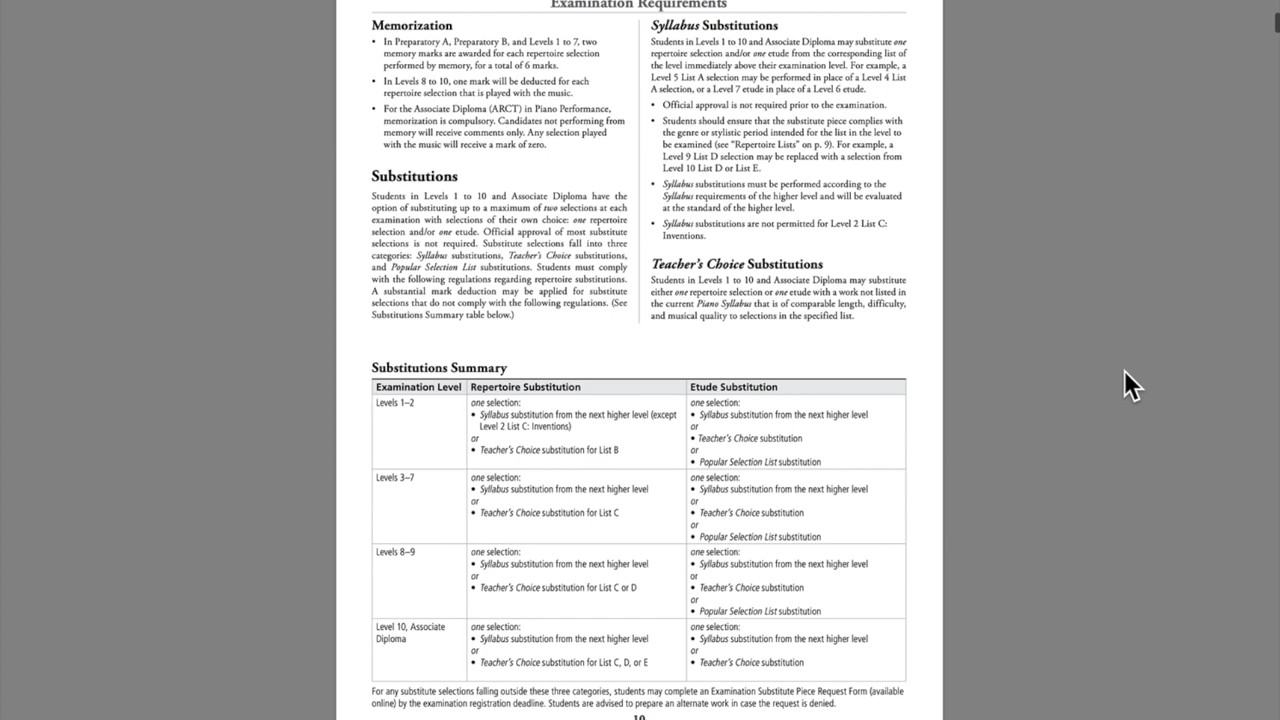 Examination Requirements
Memorization
• In Preparatory A, Preparatory B, and Levels 1 to 7, two
memory marks are awarded for each repertoire selection
performed by memory, for a total of 6 marks.
• In Levels 8 to 10, one mark will be deducted for each
repertoire selection that is played with the music.
• For the Associate Diploma (ARCT) in Piano Performance,
memorization is compulsory. Candidates not performing from
memory will receive comments only. Any selection played
with the music will receive a mark of zero.
Substitutions
Students in Levels 1 to 10 and Associate Diploma have the
option of substituting up to a maximum of two selections at each
examination with selections of their own choice: one repertoire
selection and/or one etude. Official approval of most substitute
selections is not required. Substitute selections fall into three
categories: Syllabus substitutions, Teacher's Choice substitutions,
and Popular Selection List substitutions. Students must comply
with the following regulations regarding repertoire substitutions.
A substantial mark deduction may be applied for substitute
selections that do not comply with the following regulations. (See
Substitutions Summary table below.)
Syllabus Substitutions
Students in Levels 1 to 10 and Associate Diploma may substitute one
repertoire selection and/or one etude from the corresponding list of
the level immediately above their examination level. For example, a
Level 5 List A selection may be performed in place of a Level 4 List
A selection, or a Level 7 etude in place of a Level 6 etude.
• Official approval is not required prior to the examination.
• Students should ensure that the substitute piece complies with
the genre or stylistic period intended for the list in the level to
be examined (see "Repertoire Lists" on p. 9). For example, a
Level 9 List D selection may be replaced with a selection from
Level 10 List D or List E.
• Syllabus substitutions must be performed according to the
Syllabus requirements of the higher level and will be evaluated
at the standard of the higher level.
• Syllabus substitutions are not permitted for Level 2 List C:
Inventions.
Teacher's Choice Substitutions
Students in Levels 1 to 10 and Associate Diploma may substitute
either one repertoire selection or one etude with a work not listed in
the current Piano Syllabus that is of comparable length, difficulty,
and musical quality to selections in the specified list.
Substitutions Summary
Examination Level Repertoire Substitution Etude Substitution
Levels 1–2
one selection:
• Syllabus substitution from the next higher level (except
Level 2 List C: Inventions)
or
• Teacher's Choice substitution for List B
one selection:
• Syllabus substitution from the next higher level
or
• Teacher's Choice substitution
or
• Popular Selection List substitution
Levels 3–7
one selection:
• Syllabus substitution from the next higher level
or
• Teacher's Choice substitution for List C
one selection:
• Syllabus substitution from the next higher level
or
• Teacher's Choice substitution
or
• Popular Selection List substitution
Levels 8–9
one selection:
• Syllabus substitution from the next higher level
or
• Teacher's Choice substitution for List C or D
one selection:
• Syllabus substitution from the next higher level
or
• Teacher's Choice substitution
or
• Popular Selection List substitution
Level 10, Associate
Diploma
one selection:
• Syllabus substitution from the next higher level
or
• Teacher's Choice substitution for List C, D, or E
one selection:
• Syllabus substitution from the next higher level
or
• Teacher's Choice substitution
For any substitute selections falling outside these three categories, students may complete an Examination Substitute Piece Request Form (available
online) by the examination registration deadline. Students are advised to prepare an alternate work in case the request is denied.
10